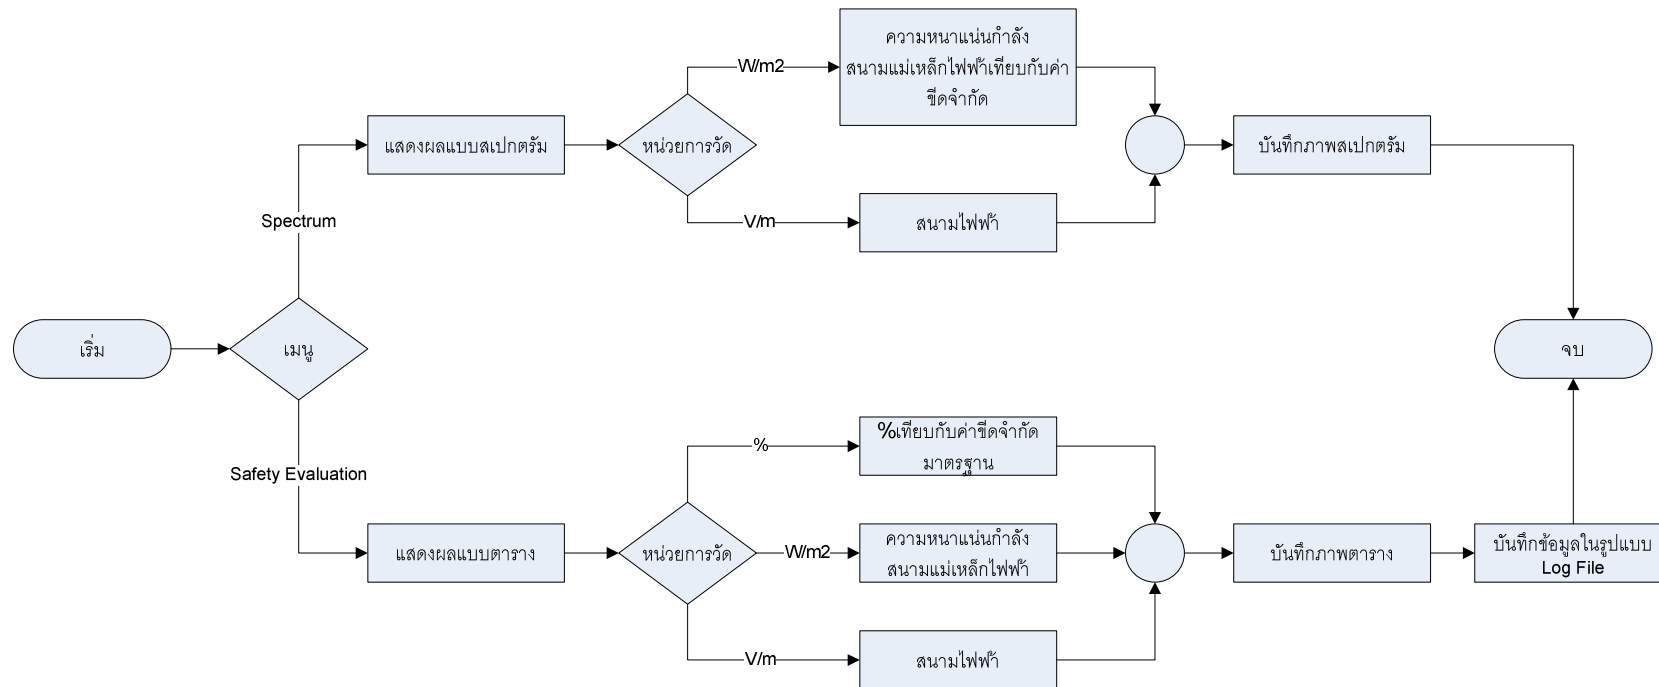 ความหนาแน่นกำลัง
สนามแม่เหล็กไฟฟ้าเทียบกับค่า
ขีดจำกัด
W/m2
แสดงผลแบบสเปกตรัม
หน่วยการวัด
บันทึกภาพสเปกตรัม
V/m
สนามไฟฟ้า
Spectrum
เริ่ม
เมนู
จบ
Safety Evaluation
%
%เทียบกับค่าขีดจำกัด
มาตรฐาน
แสดงผลแบบตาราง
หน่วยการวัด
W/m2
ความหนาแน่นกำลัง
สนามแม่เหล็กไฟฟ้า
บันทึกภาพตาราง
บันทึกข้อมูลในรูปแบบ
Log File
V/m
สนามไฟฟ้า